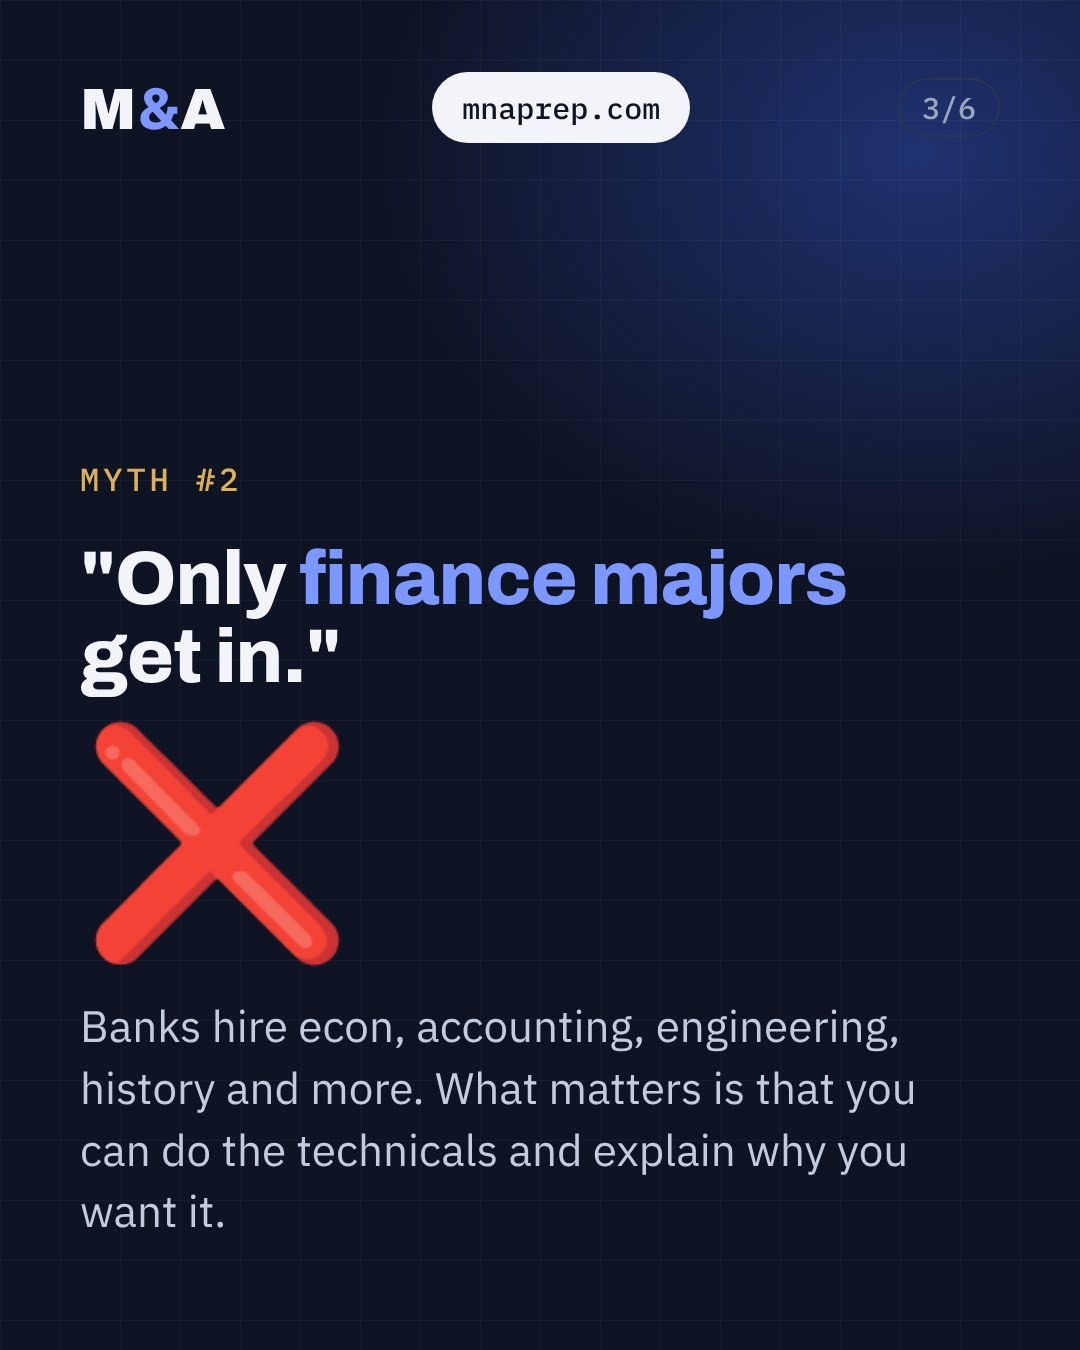 M&A
mnaprep.com
3/6
MYTH #2
"Only finance majors
get in."
Banks hire econ, accounting, engineering,
history and more. What matters is that you
can do the technicals and explain why you
want it.